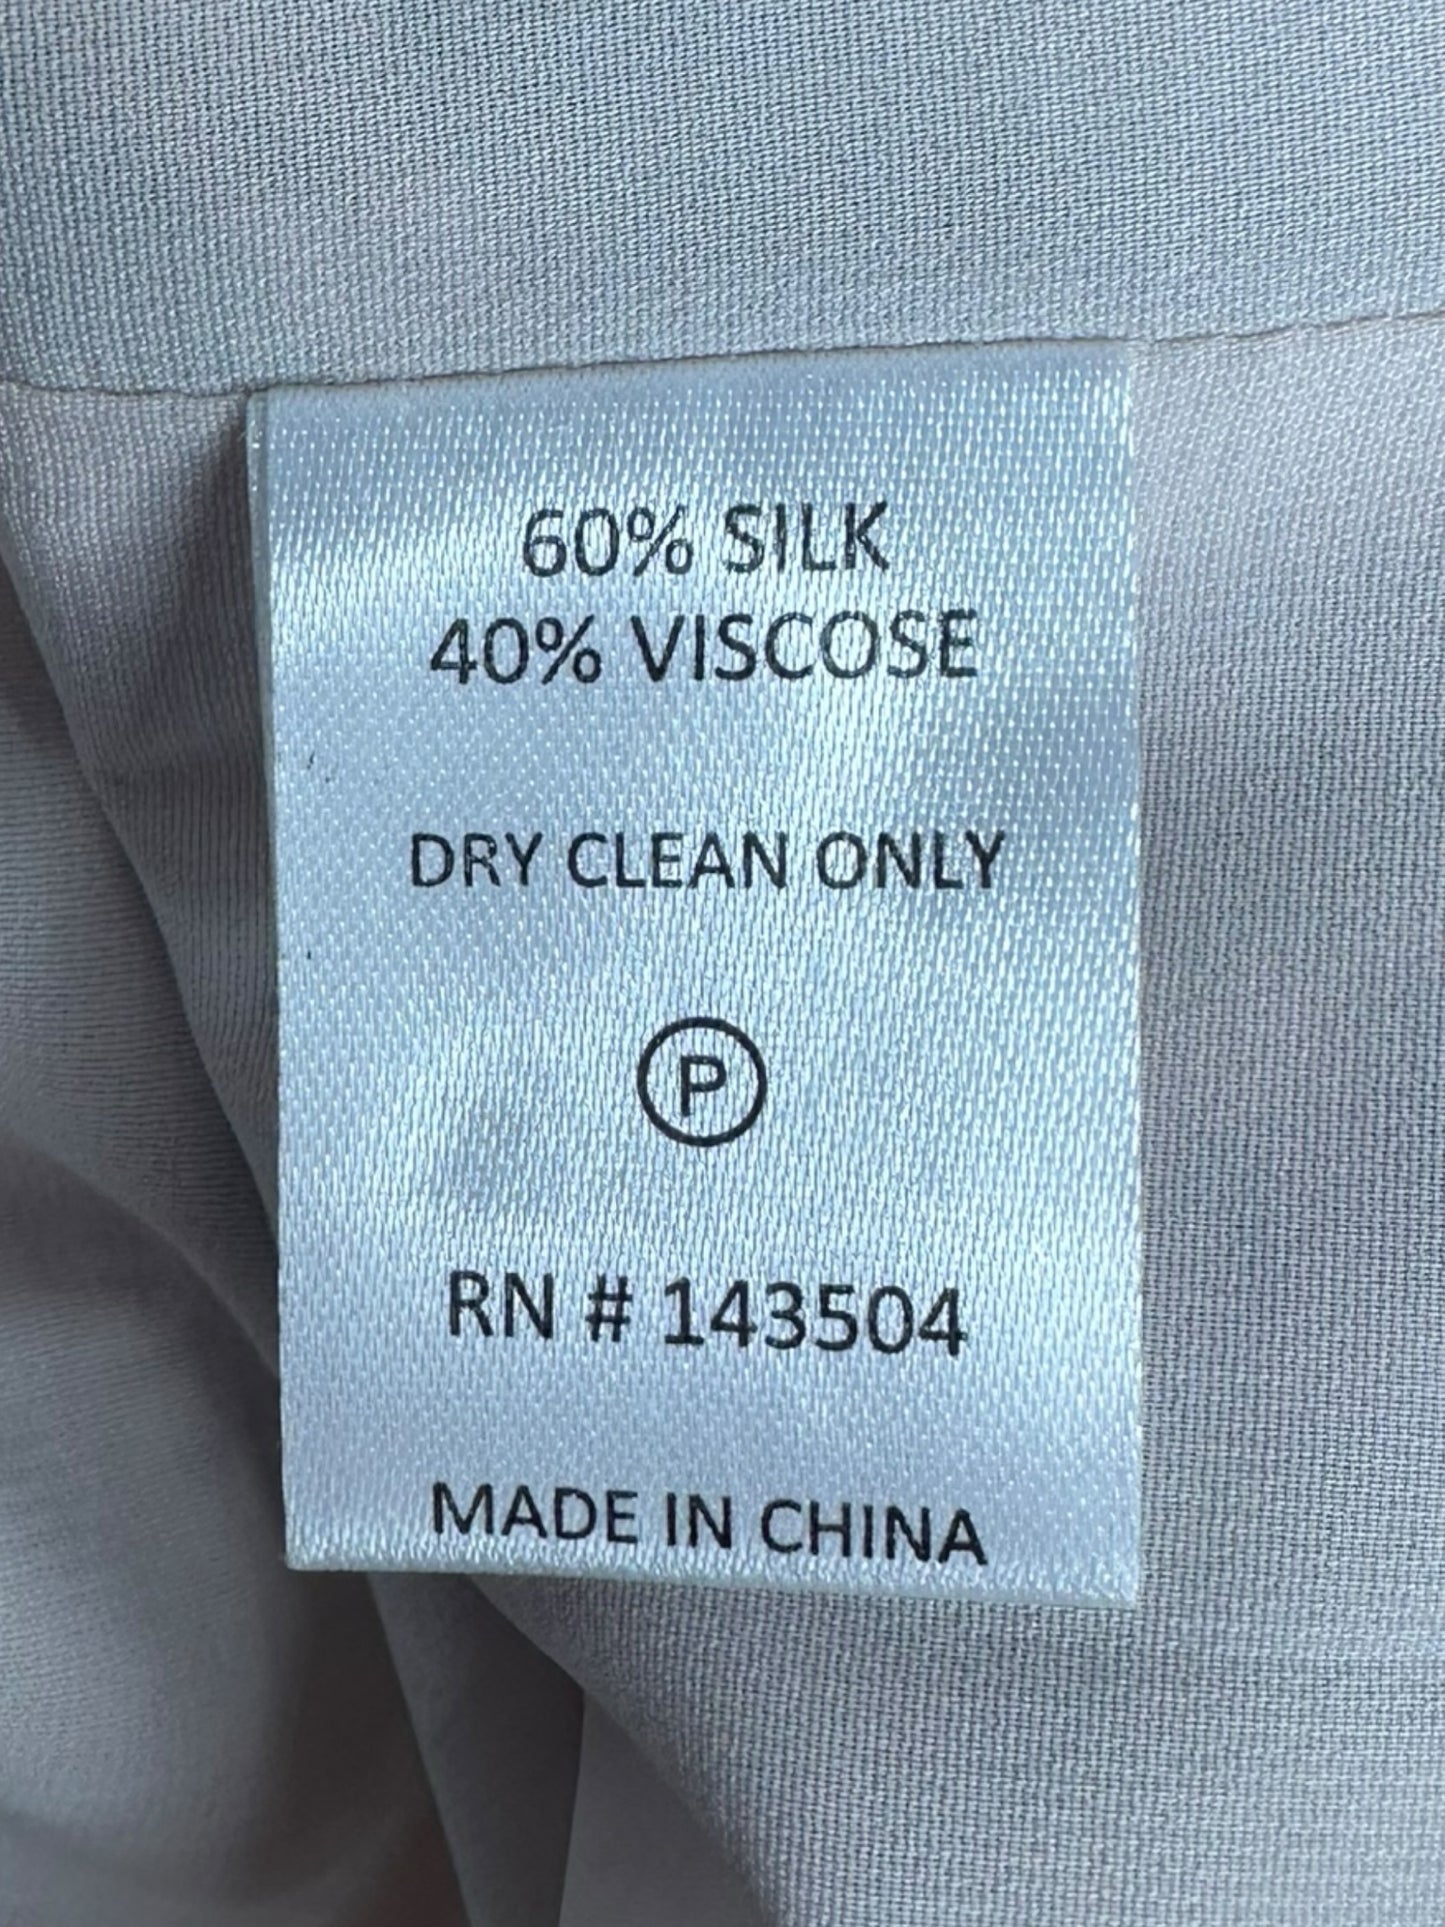 60% SILK
40% VISCOSE
DRY CLEAN ONLY
P
RN # 143504
MADE IN CHINA